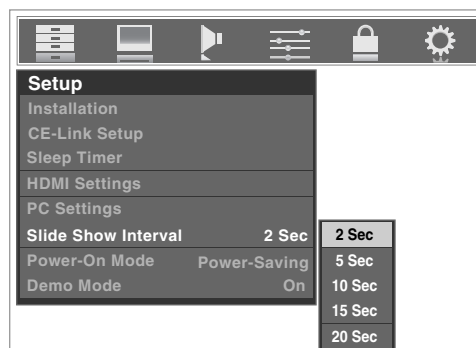 Setup
Installation
CE-Link Setup
Sleep Timer
HDMI Settings
PC Settings
Slide Show Interval 2 Sec
Power-On Mode Power-Saving
Demo Mode On
2 Sec
5 Sec
10 Sec
15 Sec
20 Sec